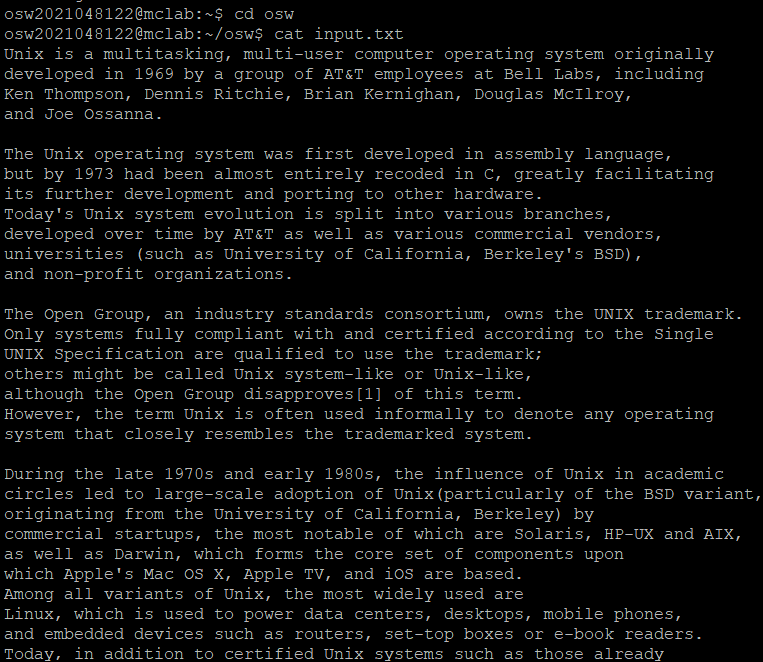 osw2021048122@mclab:~$ cd osw
osw2021048122@mclab:~/osw$ cat input.txt
Unix is a multitasking, multi-user computer operating system originally
developed in 1969 by a group of AT&T employees at Bell Labs, including
Ken Thompson, Dennis Ritchie, Brian Kernighan, Douglas McIlroy,
and Joe Ossanna.

The Unix operating system was first developed in assembly language,
but by 1973 had been almost entirely recoded in C, greatly facilitating
its further development and porting to other hardware.
Today's Unix system evolution is split into various branches,
developed over time by AT&T as well as various commercial vendors,
universities (such as University of California, Berkeley's BSD),
and non-profit organizations.

The Open Group, an industry standards consortium, owns the UNIX trademark.
Only systems fully compliant with and certified according to the Single
UNIX Specification are qualified to use the trademark;
others might be called Unix system-like or Unix-like,
although the Open Group disapproves[1] of this term.
However, the term Unix is often used informally to denote any operating
system that closely resembles the trademarked system.

During the late 1970s and early 1980s, the influence of Unix in academic
circles led to large-scale adoption of Unix(particularly of the BSD variant,
originating from the University of California, Berkeley) by
commercial startups, the most notable of which are Solaris, HP-UX and AIX,
as well as Darwin, which forms the core set of components upon
which Apple's Mac OS X, Apple TV, and iOS are based.
Among all variants of Unix, the most widely used are
Linux, which is used to power data centers, desktops, mobile phones,
and embedded devices such as routers, set-top boxes or e-book readers.
Today, in addition to certified Unix systems such as those already